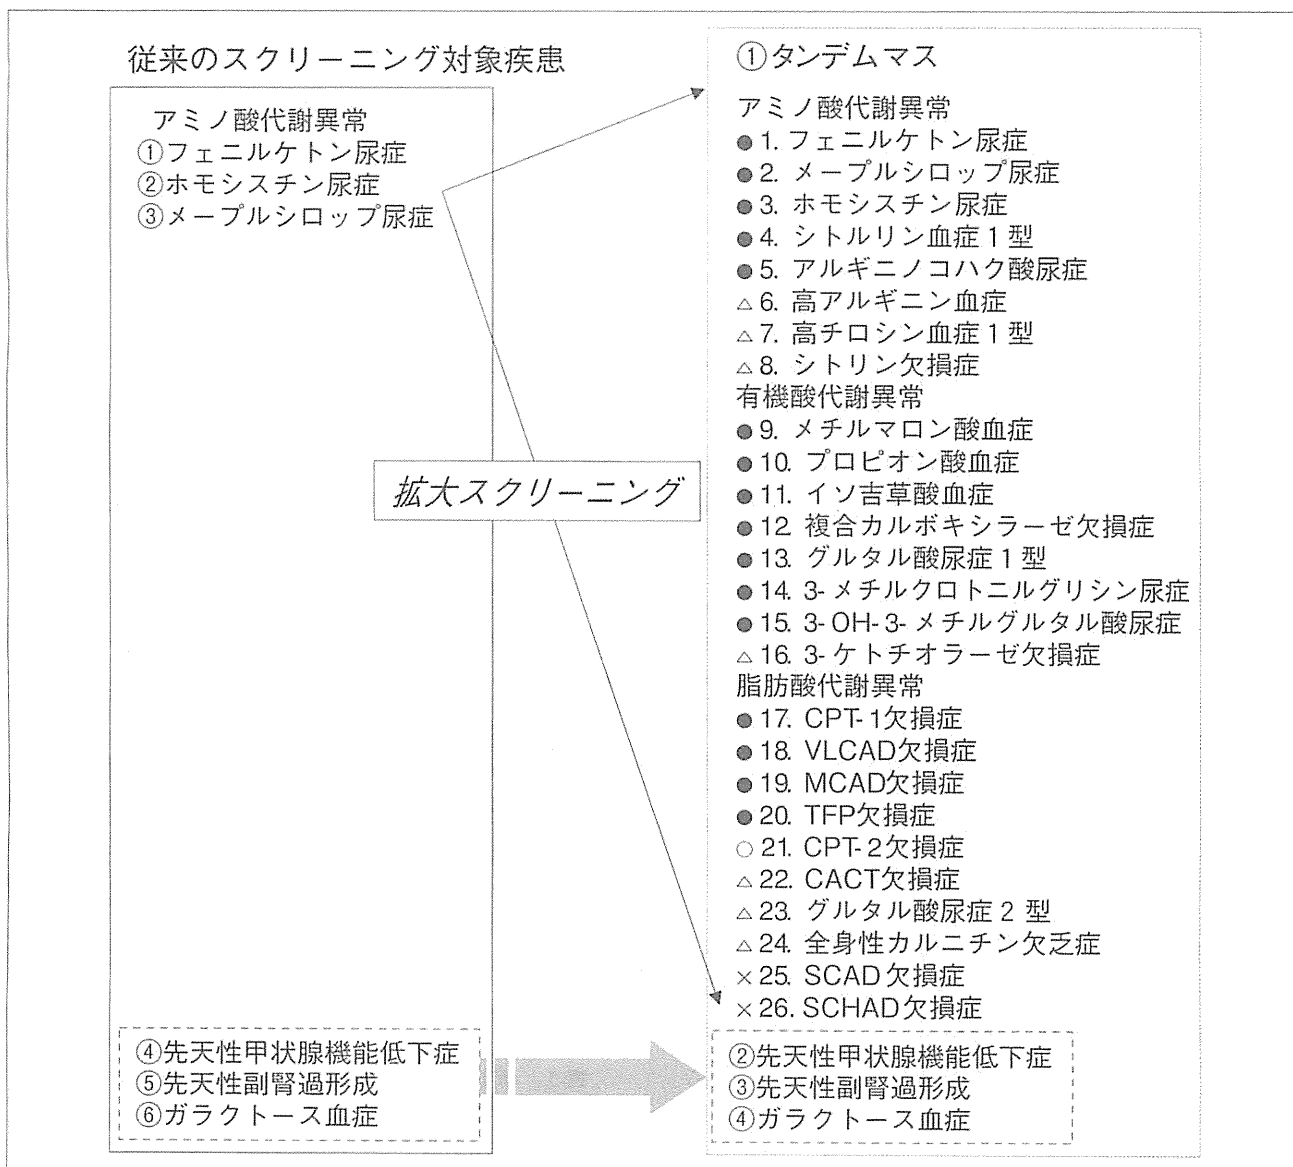 従来のスクリーニング対象疾患
アミノ酸代謝異常
①フェニルケトン尿症
②ホモシスチン尿症
③メープルシロップ尿症
④先天性甲状腺機能低下症
⑤先天性副腎過形成
⑥ガラクトース血症
拡大スクリーニング
①タンデムマス
アミノ酸代謝異常
●1. フェニルケトン尿症
●2. メープルシロップ尿症
●3. ホモシスチン尿症
●4. シトルリン血症1型
●5. アルギニノコハク酸尿症
△6. 高アルギニン血症
△7. 高チロシン血症1型
△8. シトリン欠損症
有機酸代謝異常
●9. メチルマロン酸血症
●10. プロピオン酸血症
●11. イソ吉草酸血症
●12. 複合カルボキシラーゼ欠損症
●13. グルタル酸尿症1型
●14. 3-メチルクロトニルグリシン尿症
●15. 3-OH-3-メチルグルタル酸尿症
△16. 3-ケトチオラーゼ欠損症
脂肪酸代謝異常
●17. CPT-1欠損症
●18. VLCAD欠損症
●19. MCAD欠損症
●20. TFP欠損症
○21. CPT-2欠損症
△22. CACT欠損症
△23. グルタル酸尿症2型
△24. 全身性カルニチン欠乏症
×25. SCAD欠損症
×26. SCHAD欠損症
②先天性甲状腺機能低下症
③先天性副腎過形成
④ガラクトース血症